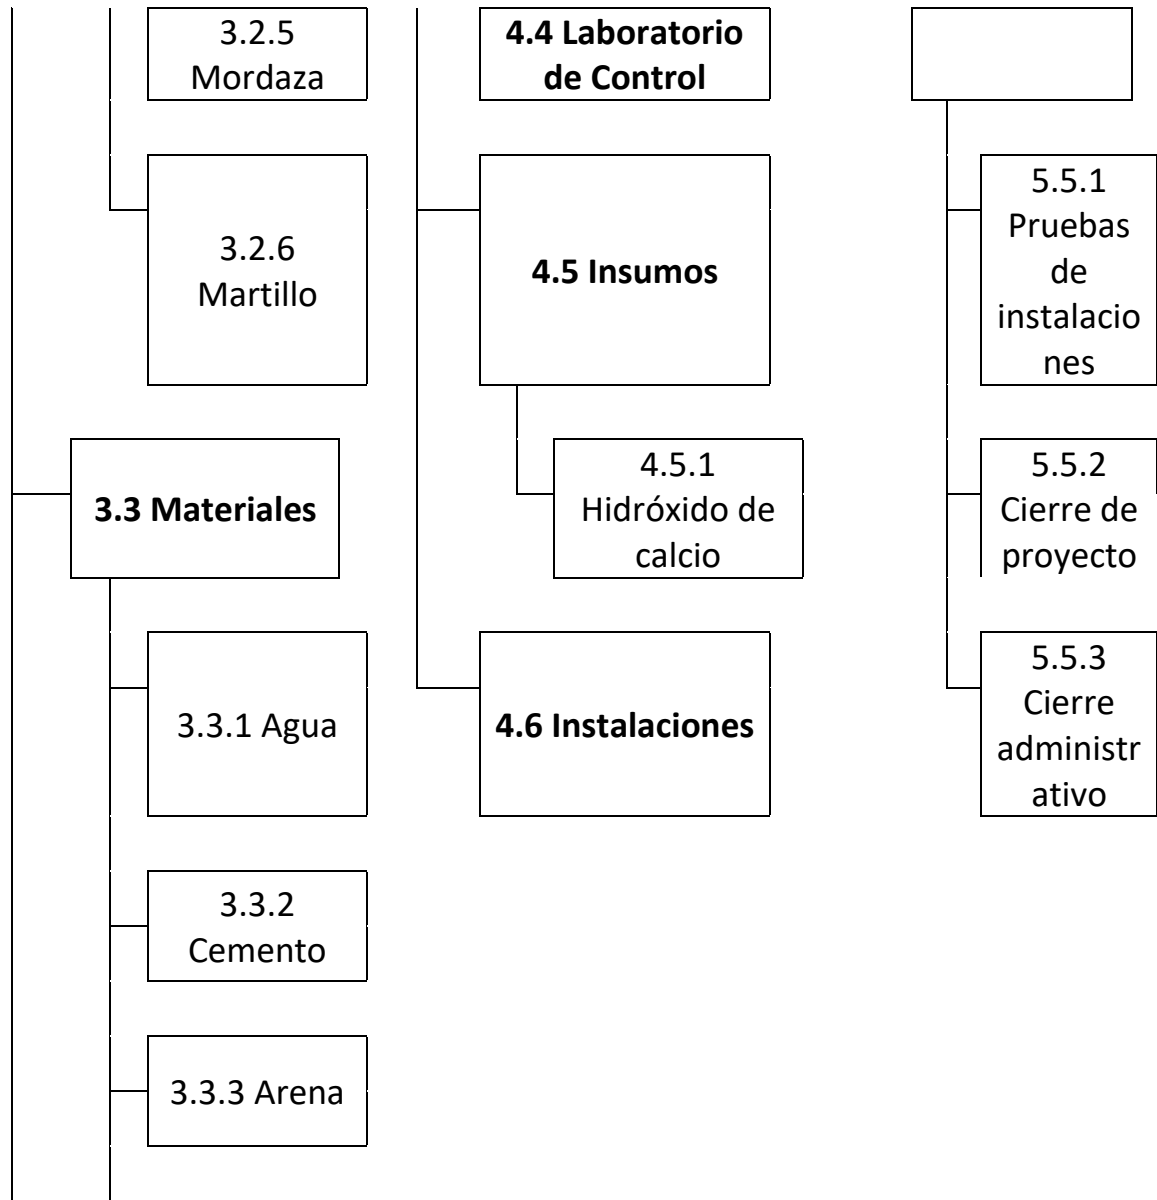 3.2.5
Mordaza
3.2.6
Martillo
3.3 Materiales
3.3.1 Agua
3.3.2
Cemento
3.3.3 Arena
4.4 Laboratorio
de Control
4.5 Insumos
4.5.1
Hidróxido de
calcio
4.6 Instalaciones
5.5.1
Pruebas
de
instalacio
nes
5.5.2
Cierre de
proyecto
5.5.3
Cierre
administr
ativo